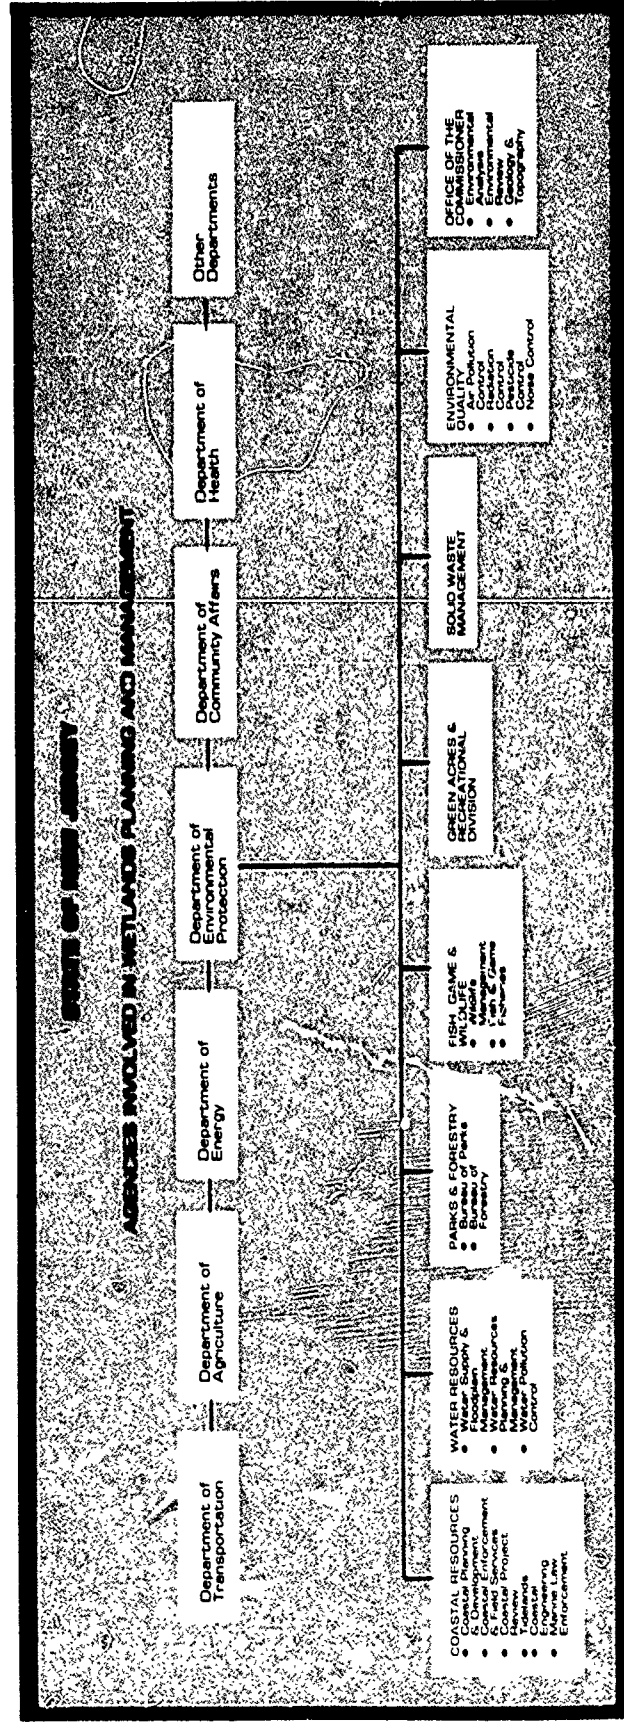 STATE OF NEW JERSEY
AGENCIES INVOLVED IN WETLANDS PLANNING AND MANAGEMENT
Department of
Transportation
Department of
Agriculture
Department of
Energy
Department of
Environmental
Protection
Department of
Community Affairs
Department of
Health
Other
Departments
COASTAL RESOURCES
• Coastal Planning
& Development
• Coastal Enforcement
& Field Services
• Coastal Project
Review
• Tidelands
• Coastal
Engineering
• Marine Law
Enforcement
WATER RESOURCES
• Water Supply &
Floodplain
Management
• Water Resources
Planning &
Management
• Water Pollution
Control
PARKS & FORESTRY
• Bureau of Parks
• Bureau of
Forestry
FISH, GAME &
WILDLIFE
• Wildlife
Management
• Fish & Game
• Fisheries
GREEN ACRES &
RECREATIONAL
DIVISION
SOLID WASTE
MANAGEMENT
ENVIRONMENTAL
QUALITY
• Air Pollution
Control
• Radiation
Control
• Pesticide
Control
• Noise Control
OFFICE OF THE
COMMISSIONER
• Environmental
Analysis
• Environmental
Review
• Geology &
Topography